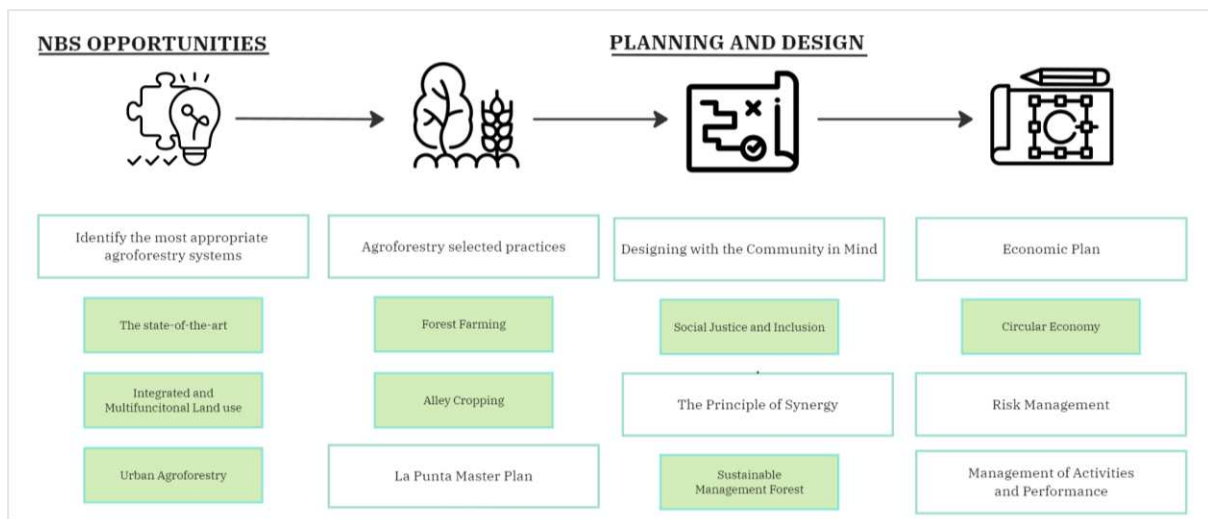 NBS OPPORTUNITIES
PLANNING AND DESIGN
Identify the most appropriate
agroforestry systems
The state-of-the-art
Integrated and
Multifuncitonal Land use
Urban Agroforestry
Agroforestry selected practices
Forest Farming
Alley Cropping
La Punta Master Plan
Designing with the Community in Mind
Social Justice and Inclusion
The Principle of Synergy
Sustainable
Management Forest
Economic Plan
Circular Economy
Risk Management
Management of Activities
and Performance